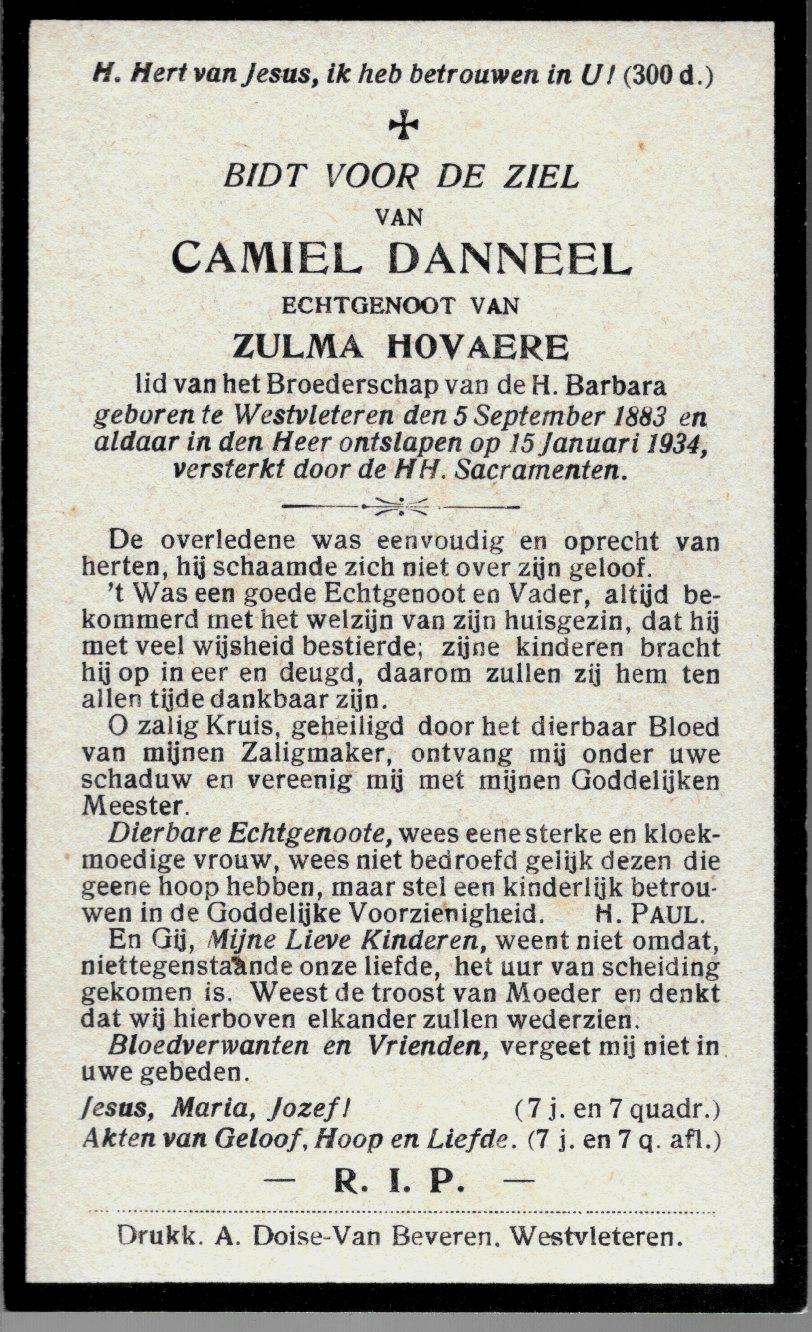 H. Hert van Jesus, ik heb betrouwen in U! (300 d.)
BIDT VOOR DE ZIEL
VAN
CAMIEL DANNEEL
ECHTGENOOT VAN
ZULMA HOVAERE
lid van het Broederschap van de H. Barbara
geboren te Westvleteren den 5 September 1883 en
aldaar in den Heer ontslapen op 15 Januari 1934,
versterkt door de HH. Sacramenten.
De overledene was eenvoudig en oprecht van
herten, hij schaamde zich niet over zijn geloof.
't Was een goede Echtgenoot en Vader, altijd be-
kommerd met het welzijn van zijn huisgezin, dat hij
met veel wijsheid bestierde; zijne kinderen bracht
hij op in eer en deugd, daarom zullen zij hem ten
allen tijde dankbaar zijn.
O zalig Kruis, geheiligd door het dierbaar Bloed
van mijnen Zaligmaker, ontvang mij onder uwe
schaduw en vereenig mij met mijnen Goddelijken
Meester.
Dierbare Echtgenoote, wees eene sterke en kloek-
moedige vrouw, wees niet bedroefd gelijk dezen die
geene hoop hebben, maar stel een kinderlijk betrou-
wen in de Goddelijke Voorzienigheid. H. PAUL.
En Gij, Mijne Lieve Kinderen, weent niet omdat,
niettegenstaande onze liefde, het uur van scheiding
gekomen is. Weest de troost van Moeder en denkt
dat wij hierboven elkander zullen wederzien.
Bloedverwanten en Vrienden, vergeet mij niet in
uwe gebeden.
Jesus, Maria, Jozef! (7 j. en 7 quadr.)
Akten van Geloof, Hoop en Liefde. (7 j. en 7 q. afl.)
— R. I. P. —
Drukk. A. Doise-Van Beveren, Westvleteren.